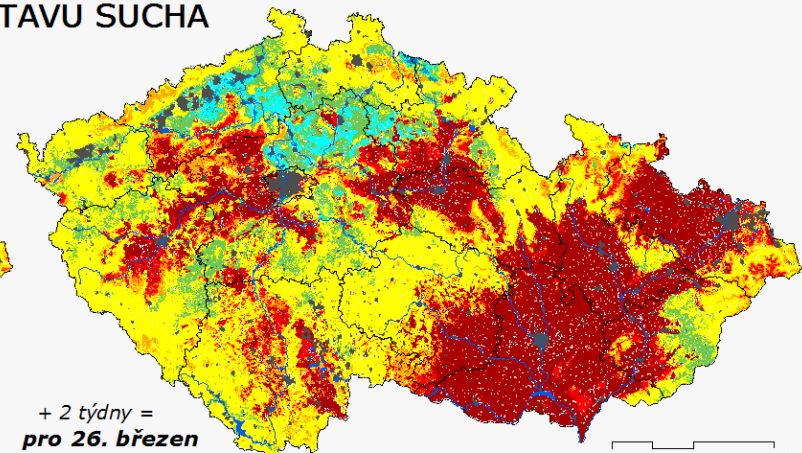 TAVU SUCHA
+ 2 týdny =
pro 26. březen